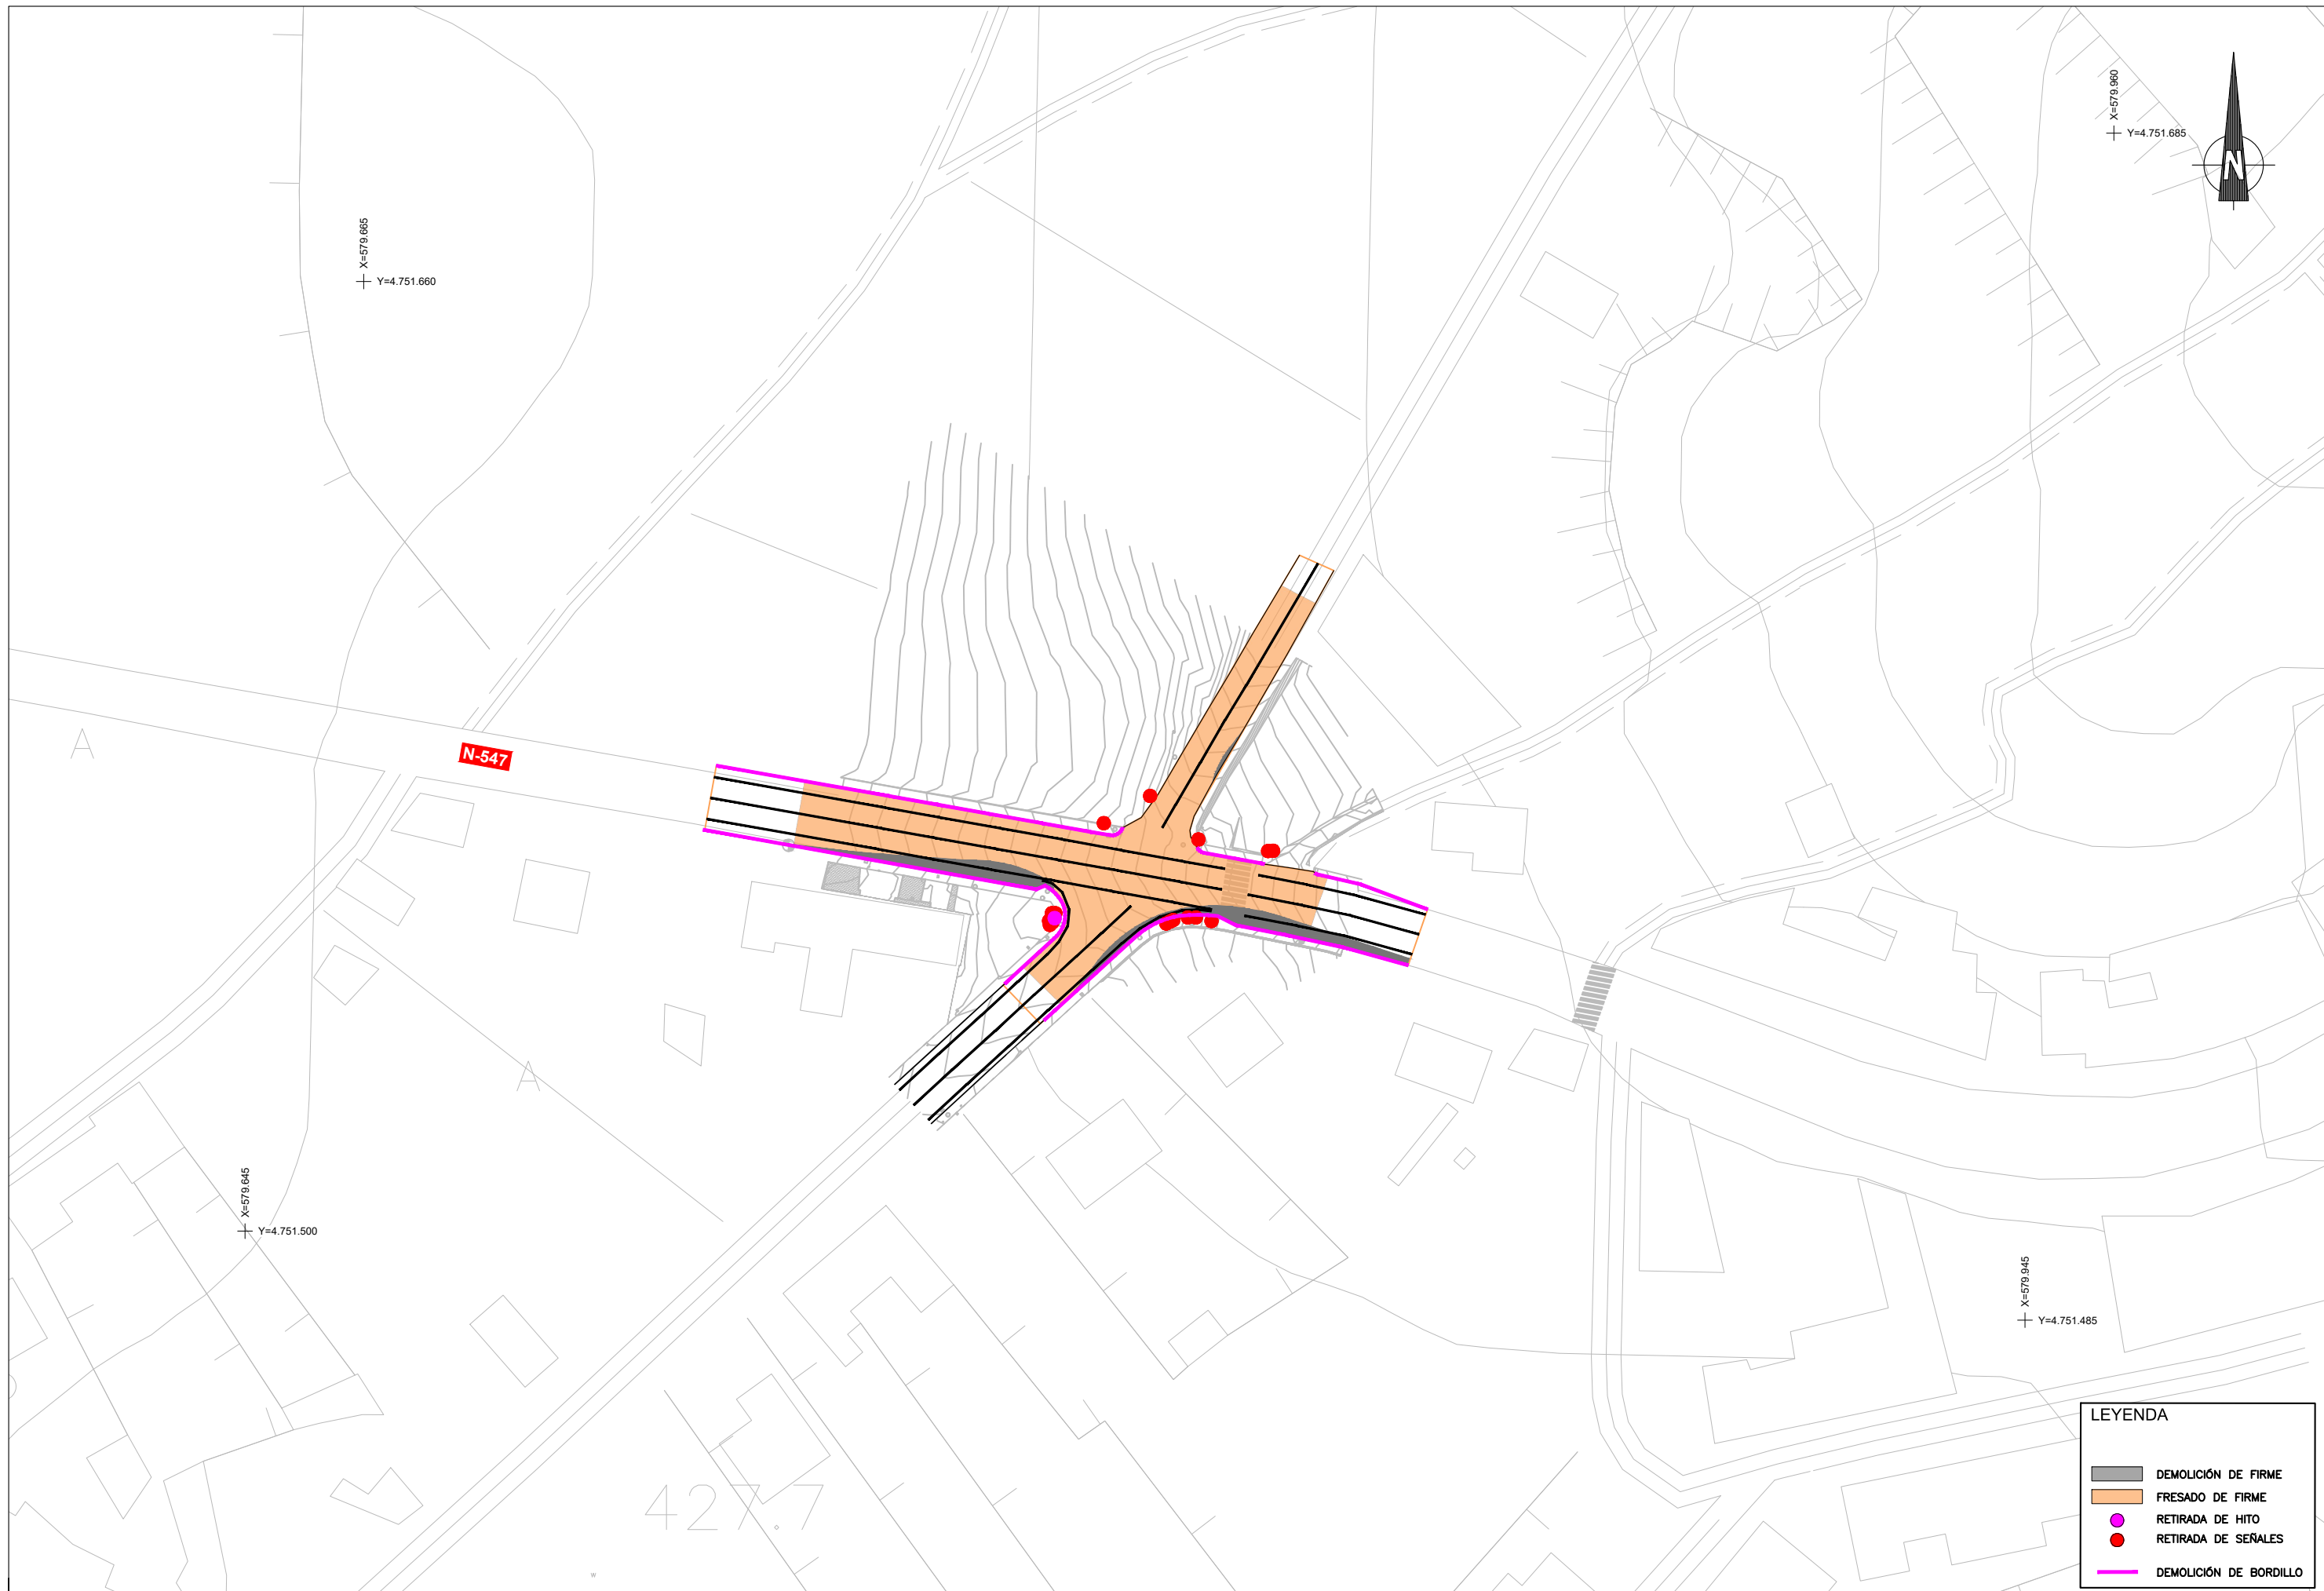 X=579.960
Y=4.751.685
N
X=579.665
Y=4.751.660
A
N-547
A
X=579.645
Y=4.751.500
X=579.945
Y=4.751.485
427.7
LEYENDA
DEMOLICIÓN DE FIRME
FRESADO DE FIRME
RETIRADA DE HITO
RETIRADA DE SEÑALES
DEMOLICIÓN DE BORDILLO